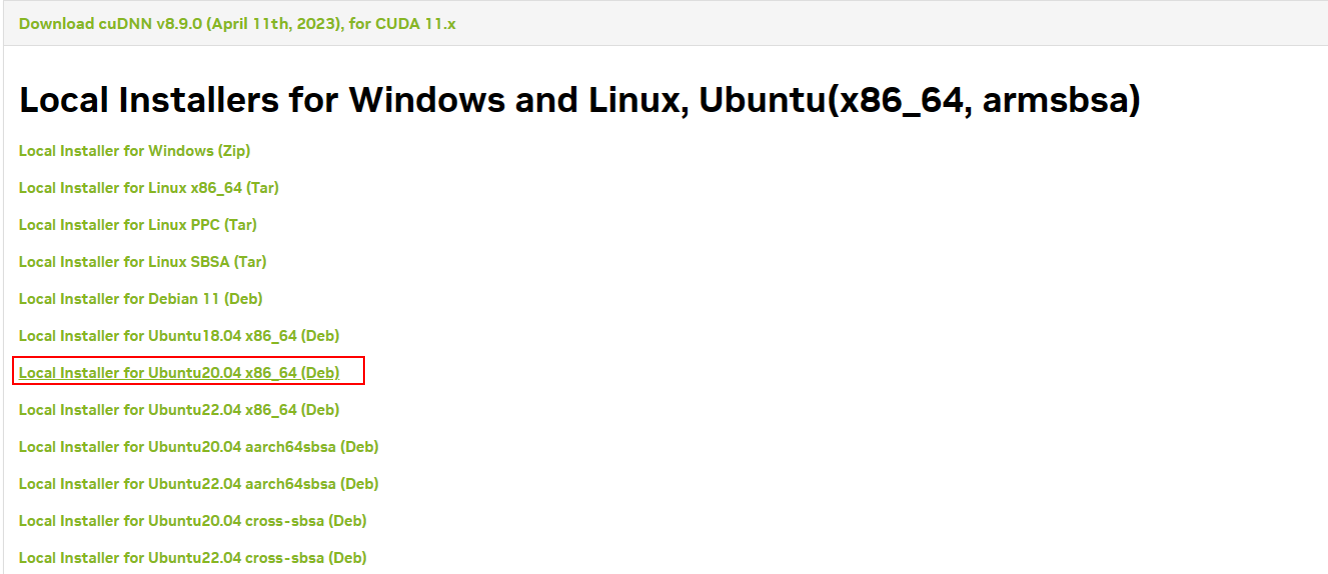 Download cuDNN v8.9.0 (April 11th, 2023), for CUDA 11.x
Local Installers for Windows and Linux, Ubuntu(x86_64, armsbsa)
Local Installer for Windows (Zip)
Local Installer for Linux x86_64 (Tar)
Local Installer for Linux PPC (Tar)
Local Installer for Linux SBSA (Tar)
Local Installer for Debian 11 (Deb)
Local Installer for Ubuntu18.04 x86_64 (Deb)
Local Installer for Ubuntu20.04 x86_64 (Deb)
Local Installer for Ubuntu22.04 x86_64 (Deb)
Local Installer for Ubuntu20.04 aarch64sbsa (Deb)
Local Installer for Ubuntu22.04 aarch64sbsa (Deb)
Local Installer for Ubuntu20.04 cross-sbsa (Deb)
Local Installer for Ubuntu22.04 cross-sbsa (Deb)